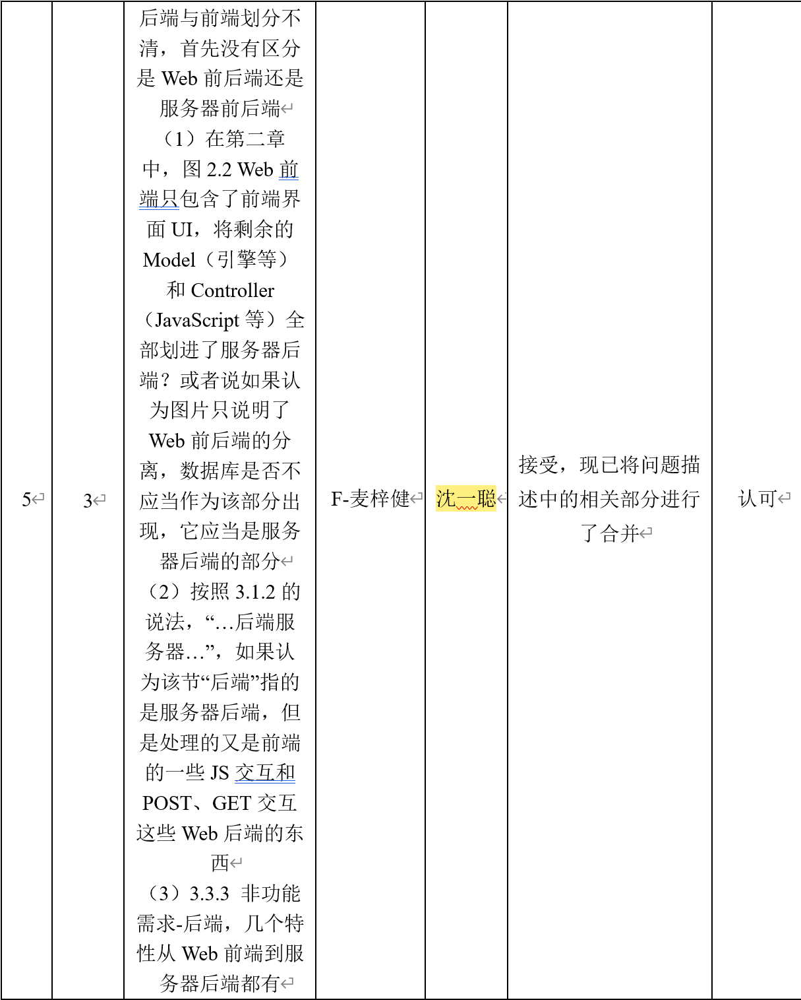 5
3
后端与前端划分不
清，首先没有区分
是 Web 前后端还是
服务器前后端
（1）在第二章
中，图 2.2 Web 前
端只包含了前端界
面 UI，将剩余的
Model（引擎等）
和 Controller
（JavaScript 等）全
部划进了服务器后
端？或者说如果认
为图片只说明了
Web 前后端的分
离，数据库是否不
应当作为该部分出
现，它应当是服务
器后端的部分
（2）按照 3.1.2 的
说法，“…后端服
务器…”，如果认
为该节“后端”指的
是服务器后端，但
是处理的又是前端
的一些 JS 交互和
POST、GET 交互
这些 Web 后端的东
西
（3）3.3.3 非功能
需求-后端，几个特
性从 Web 前端到服
务器后端都有
F-麦梓健
沈一聪
接受，现已将问题描
述中的相关部分进行
了合并
认可